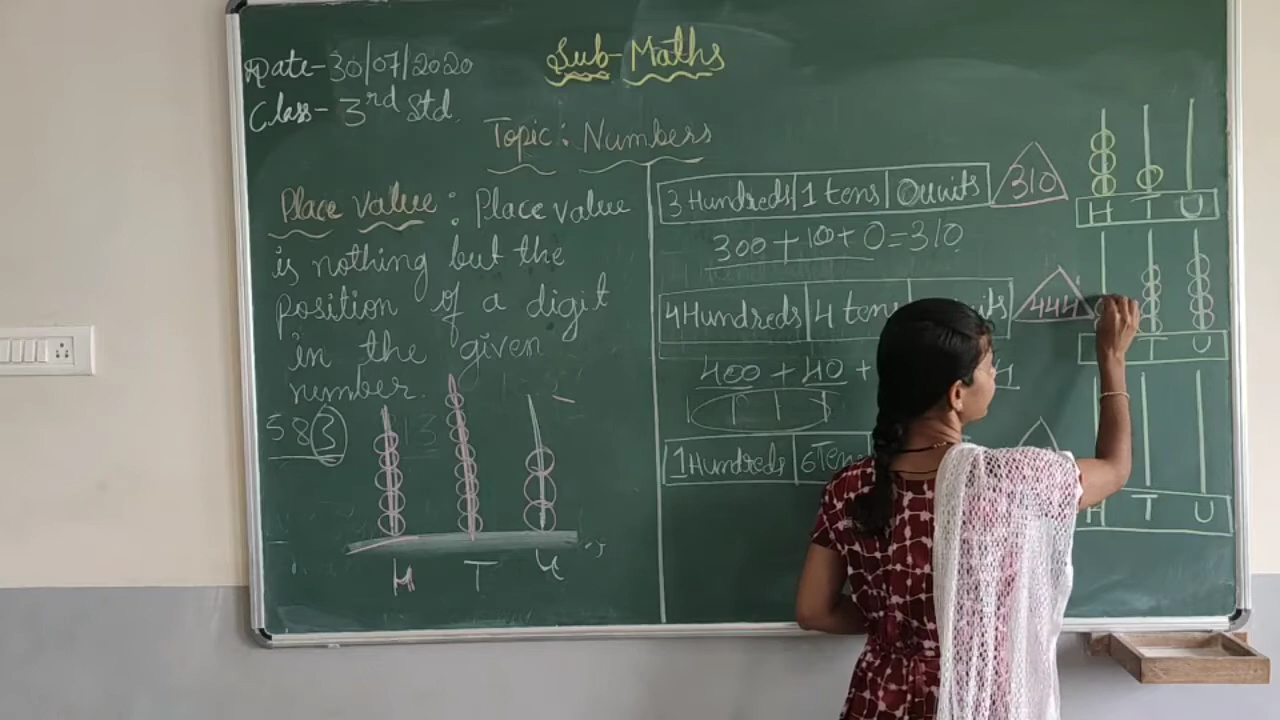 Date-30/07/2020
Class- 3rd Std.
Sub-Maths
Topic: Numbers
Place value: Place value
is nothing but the
position of a digit
in the given
number.
583
H T U
3 Hundreds 1 tens 0 units 310
300+10+0=310
4 Hundreds 4 tens 444
400 + 40 +
1 Hundreds 6 Tens
H T U
T U
H T U